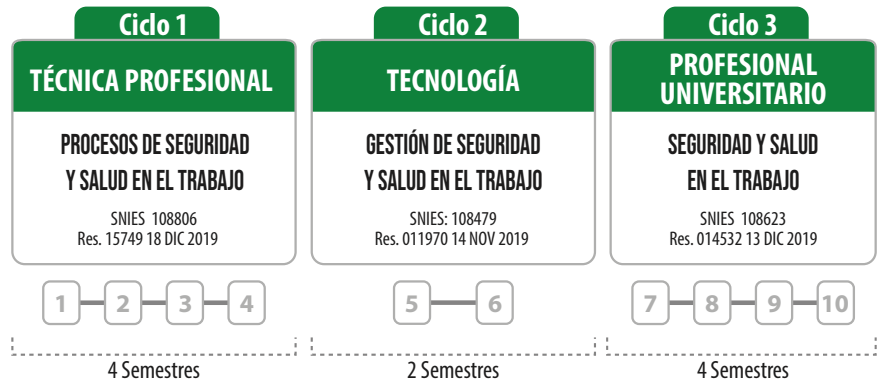 Ciclo 1
TÉCNICA PROFESIONAL
PROCESOS DE SEGURIDAD
Y SALUD EN EL TRABAJO
SNIES 108806
Res. 15749 18 DIC 2019
1 2 3 4
4 Semestres
Ciclo 2
TECNOLOGÍA
GESTIÓN DE SEGURIDAD
Y SALUD EN EL TRABAJO
SNIES: 108479
Res. 011970 14 NOV 2019
5 6
2 Semestres
Ciclo 3
PROFESIONAL
UNIVERSITARIO
SEGURIDAD Y SALUD
EN EL TRABAJO
SNIES 108623
Res. 014532 13 DIC 2019
7 8 9 10
4 Semestres